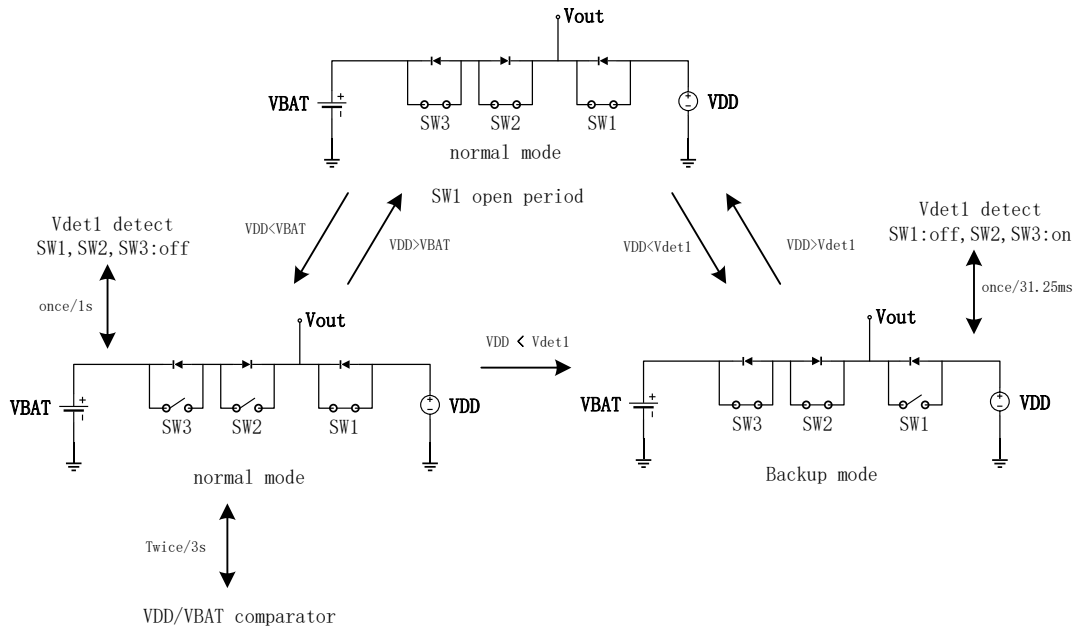 Vout
VBAT
+
-
SW3
SW2
SW1
+
-
VDD
normal mode
SW1 open period
Vdet1 detect
SW1,SW2,SW3:off
once/1s
VDD<VBAT
VDD>VBAT
VDD<Vdet1
VDD>Vdet1
Vdet1 detect
SW1:off,SW2,SW3:on
once/31.25ms
Vout
VBAT
+
-
SW3
SW2
SW1
+
-
VDD
normal mode
VDD < Vdet1
Vout
VBAT
+
-
SW3
SW2
SW1
+
-
VDD
Backup mode
Twice/3s
VDD/VBAT comparator